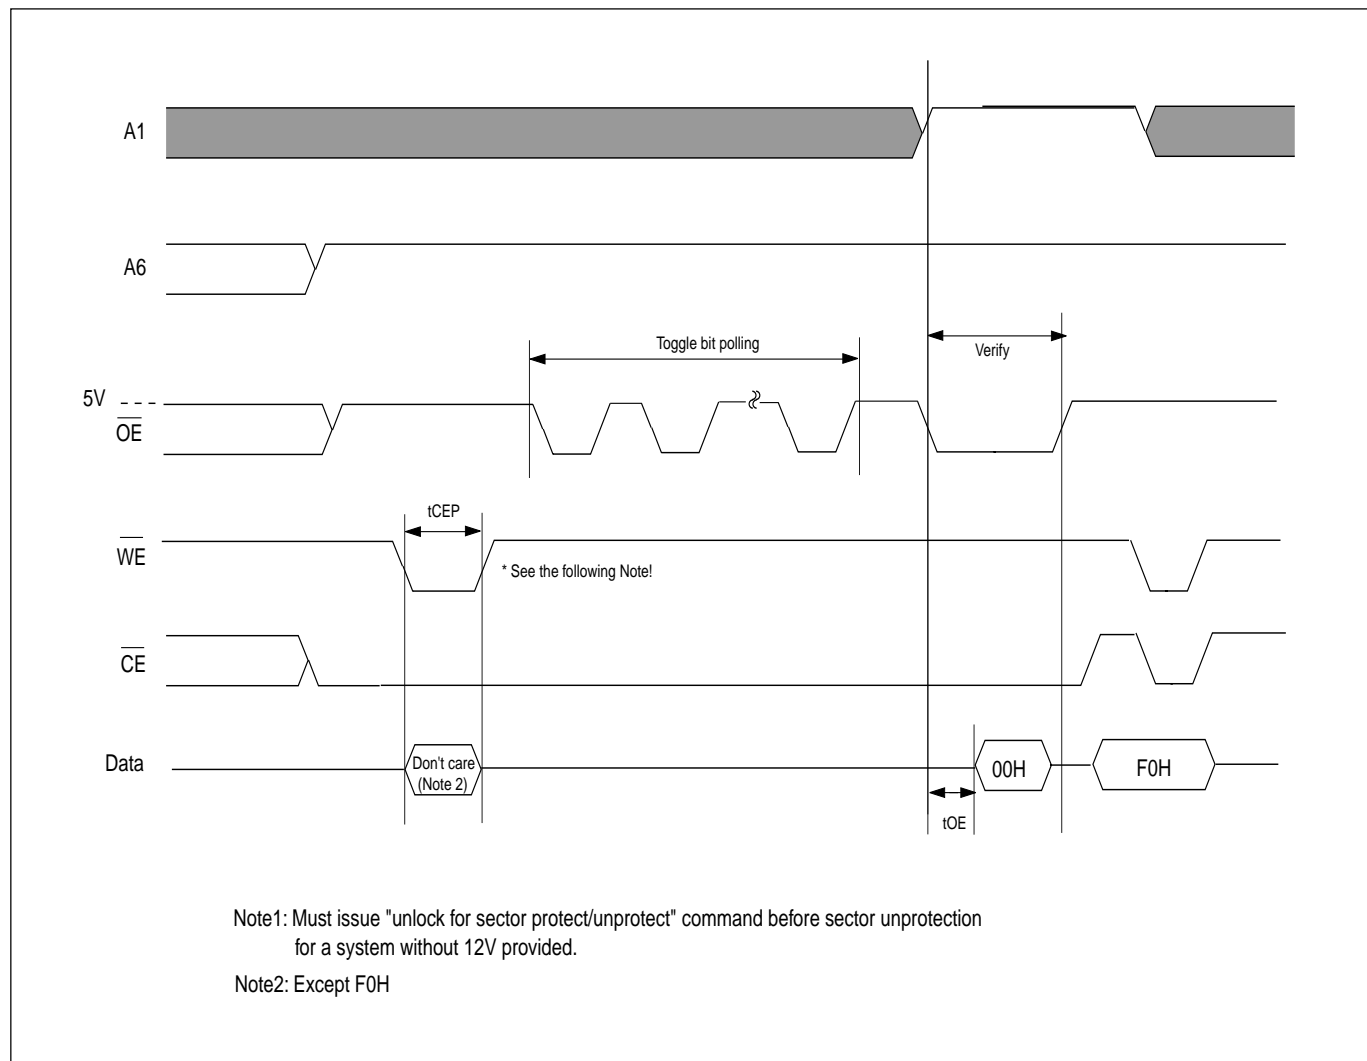 A1
A6
Toggle bit polling
Verify
5V
OE
tCEP
WE
* See the following Note!
CE
Data
Don't care
(Note 2)
00H
F0H
tOE
Note1: Must issue "unlock for sector protect/unprotect" command before sector unprotection
for a system without 12V provided.
Note2: Except F0H